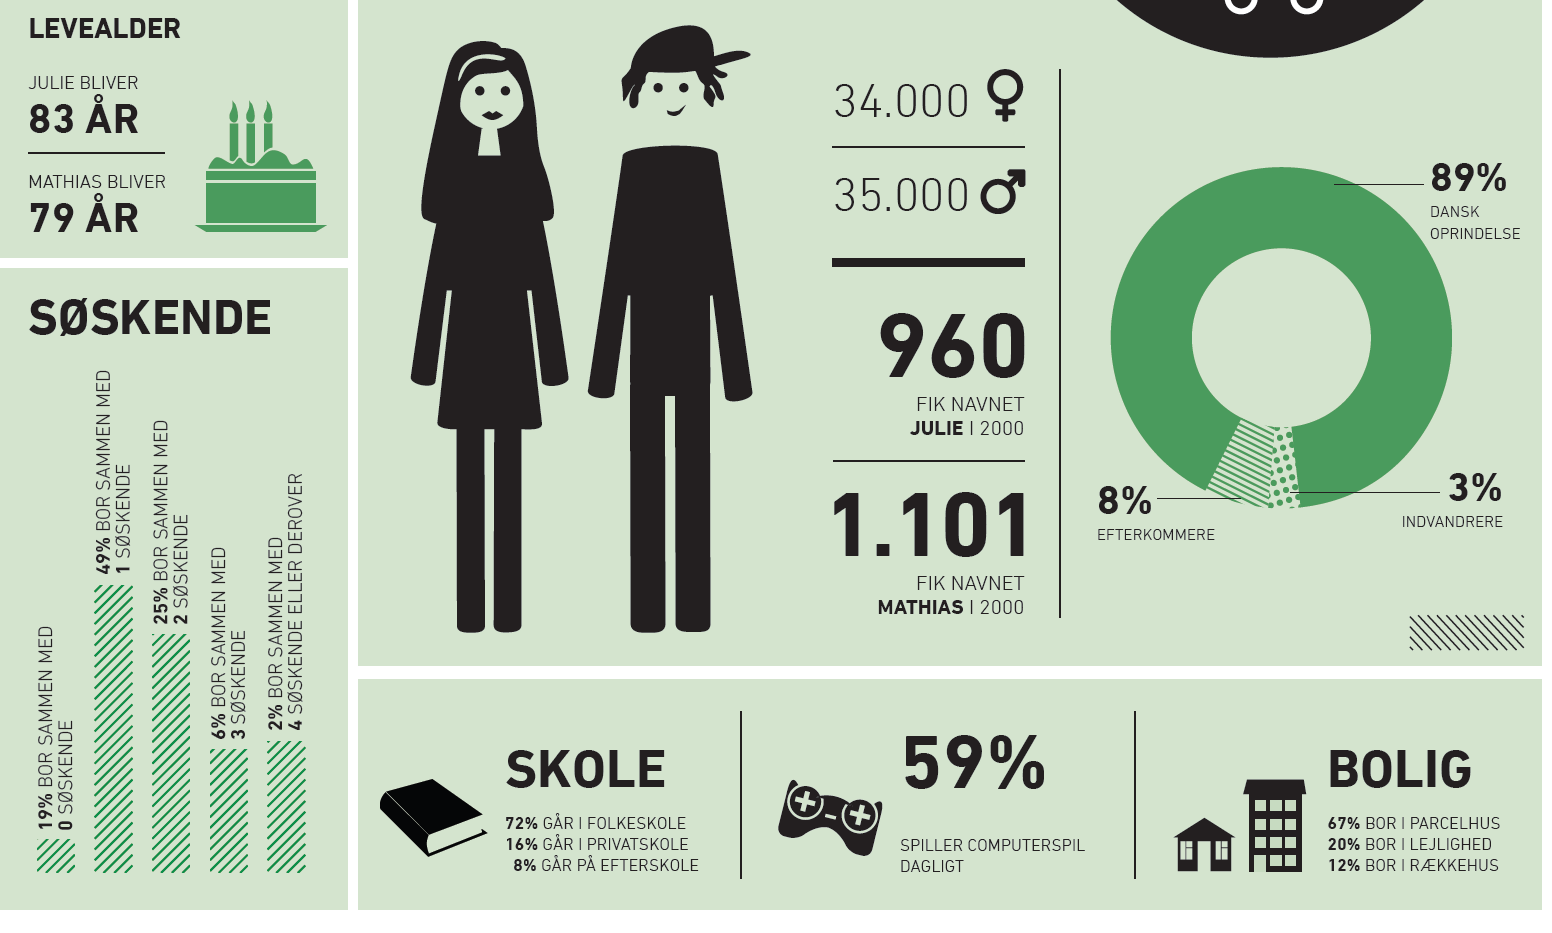 LEVEALDER
JULIE BLIVER
83 ÅR
MATHIAS BLIVER
79 ÅR
SØSKENDE
19% BOR SAMMEN MED
0 SØSKENDE
49% BOR SAMMEN MED
1 SØSKENDE
25% BOR SAMMEN MED
2 SØSKENDE
6% BOR SAMMEN MED
3 SØSKENDE
2% BOR SAMMEN MED
4 SØSKENDE ELLER DEROVER
34.000
35.000
960
FIK NAVNET
JULIE I 2000
1.101
FIK NAVNET
MATHIAS I 2000
89%
DANSK
OPRINDELSE
8%
EFTERKOMMERE
3%
INDVANDRERE
SKOLE
72% GÅR I FOLKESKOLE
16% GÅR I PRIVATSKOLE
8% GÅR PÅ EFTERSKOLE
59%
SPILLER COMPUTERSPIL
DAGLIGT
BOLIG
67% BOR I PARCELHUS
20% BOR I LEJLIGHED
12% BOR I RÆKKEHUS